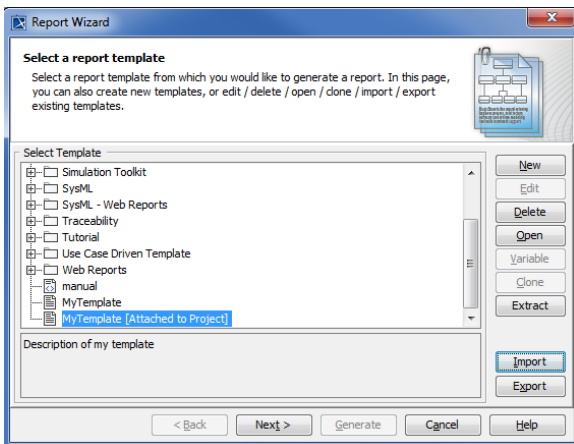 Report Wizard
Select a report template
Select a report template from which you would like to generate a report. In this page,
you can also create new templates, or edit / delete / open / clone / import / export
existing templates.
Select Template
Simulation Toolkit
SysML
SysML - Web Reports
Traceability
Tutorial
Use Case Driven Template
Web Reports
manual
MyTemplate
MyTemplate [Attached to Project]
Description of my template
New
Edit
Delete
Open
Variable
Clone
Extract
Import
Export
< Back
Next >
Generate
Cancel
Help